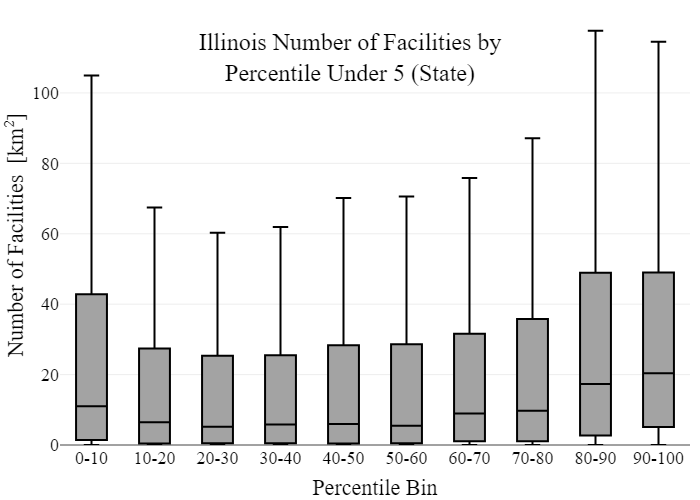 Illinois Number of Facilities by
Percentile Under 5 (State)
Number of Facilities [km²]
100
80
60
40
20
0
0-10 10-20 20-30 30-40 40-50 50-60 60-70 70-80 80-90 90-100
Percentile Bin